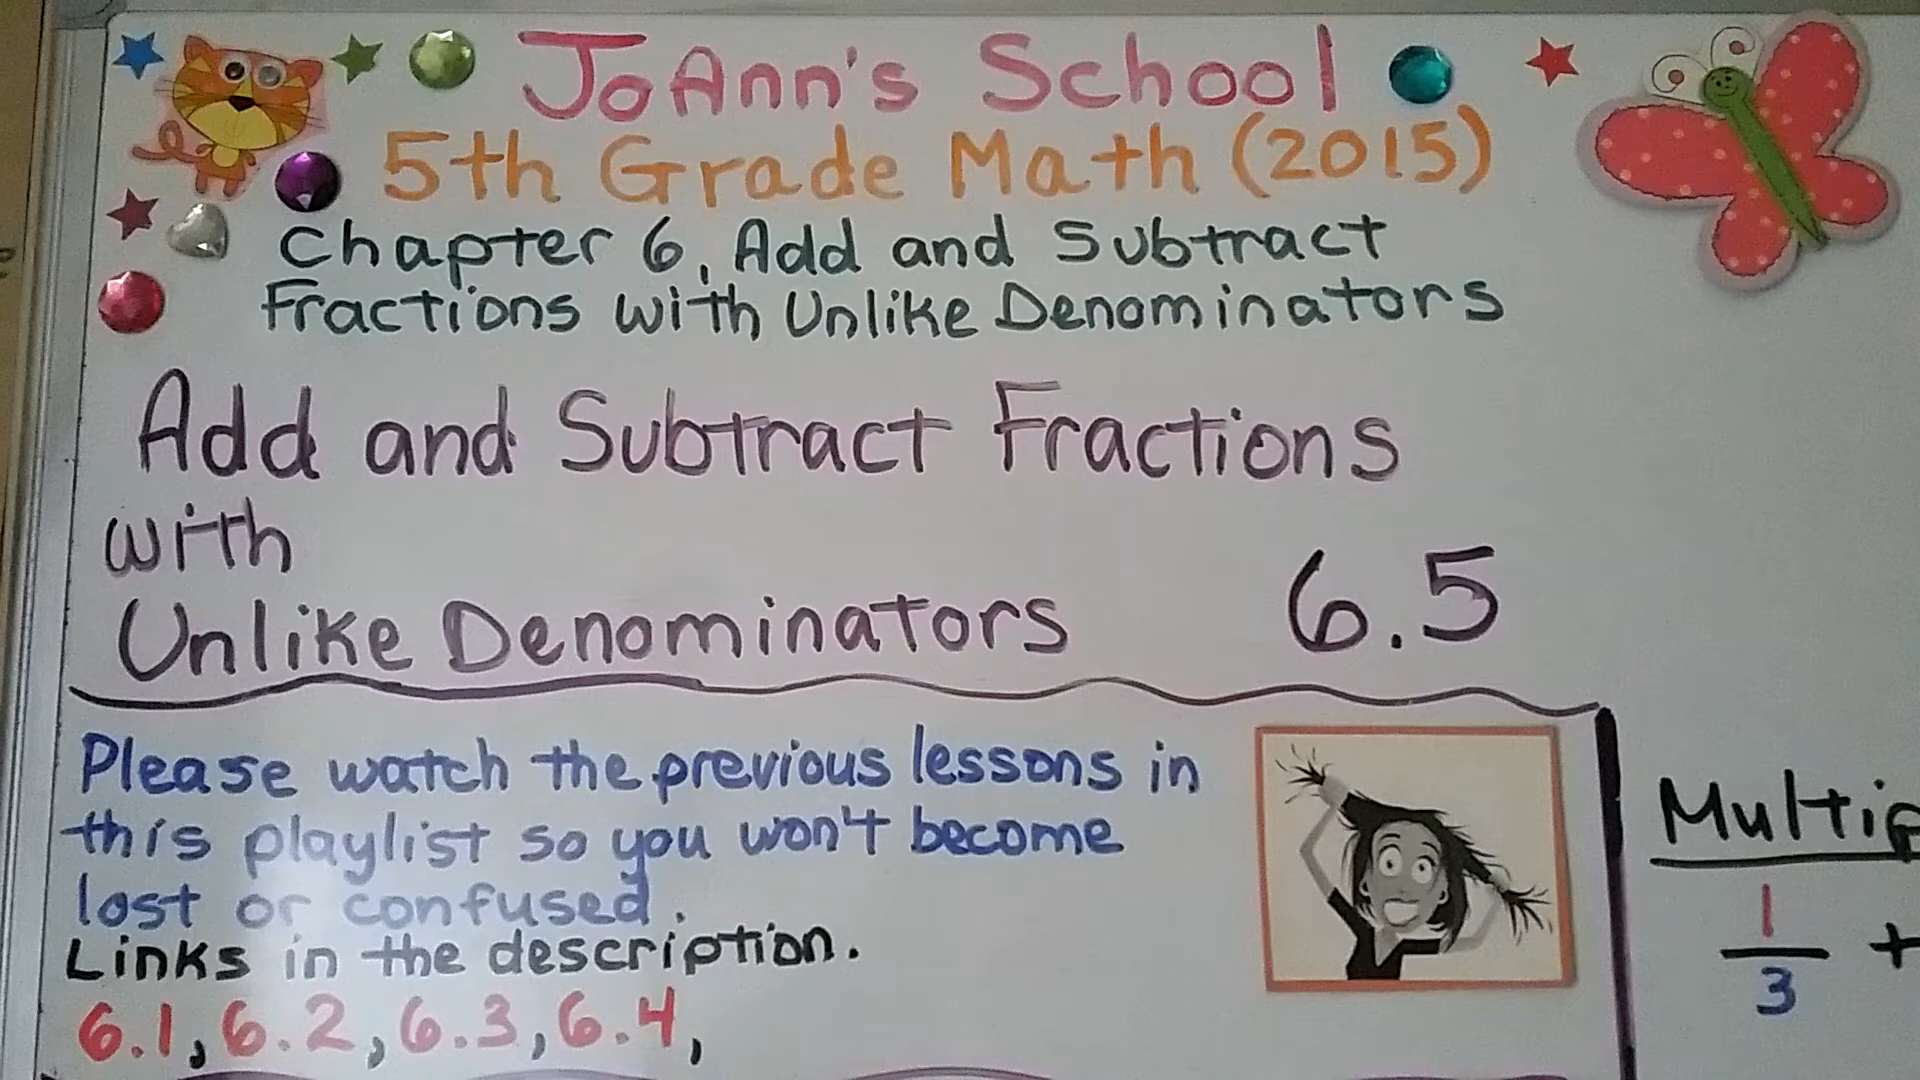 JoAnn's School
5th Grade Math (2015)
Chapter 6, Add and Subtract
Fractions with Unlike Denominators
Add and Subtract Fractions
with
Unlike Denominators 6.5
Please watch the previous lessons in
this playlist so you won't become
lost or confused.
Links in the description.
6.1, 6.2, 6.3, 6.4,
1
3
+